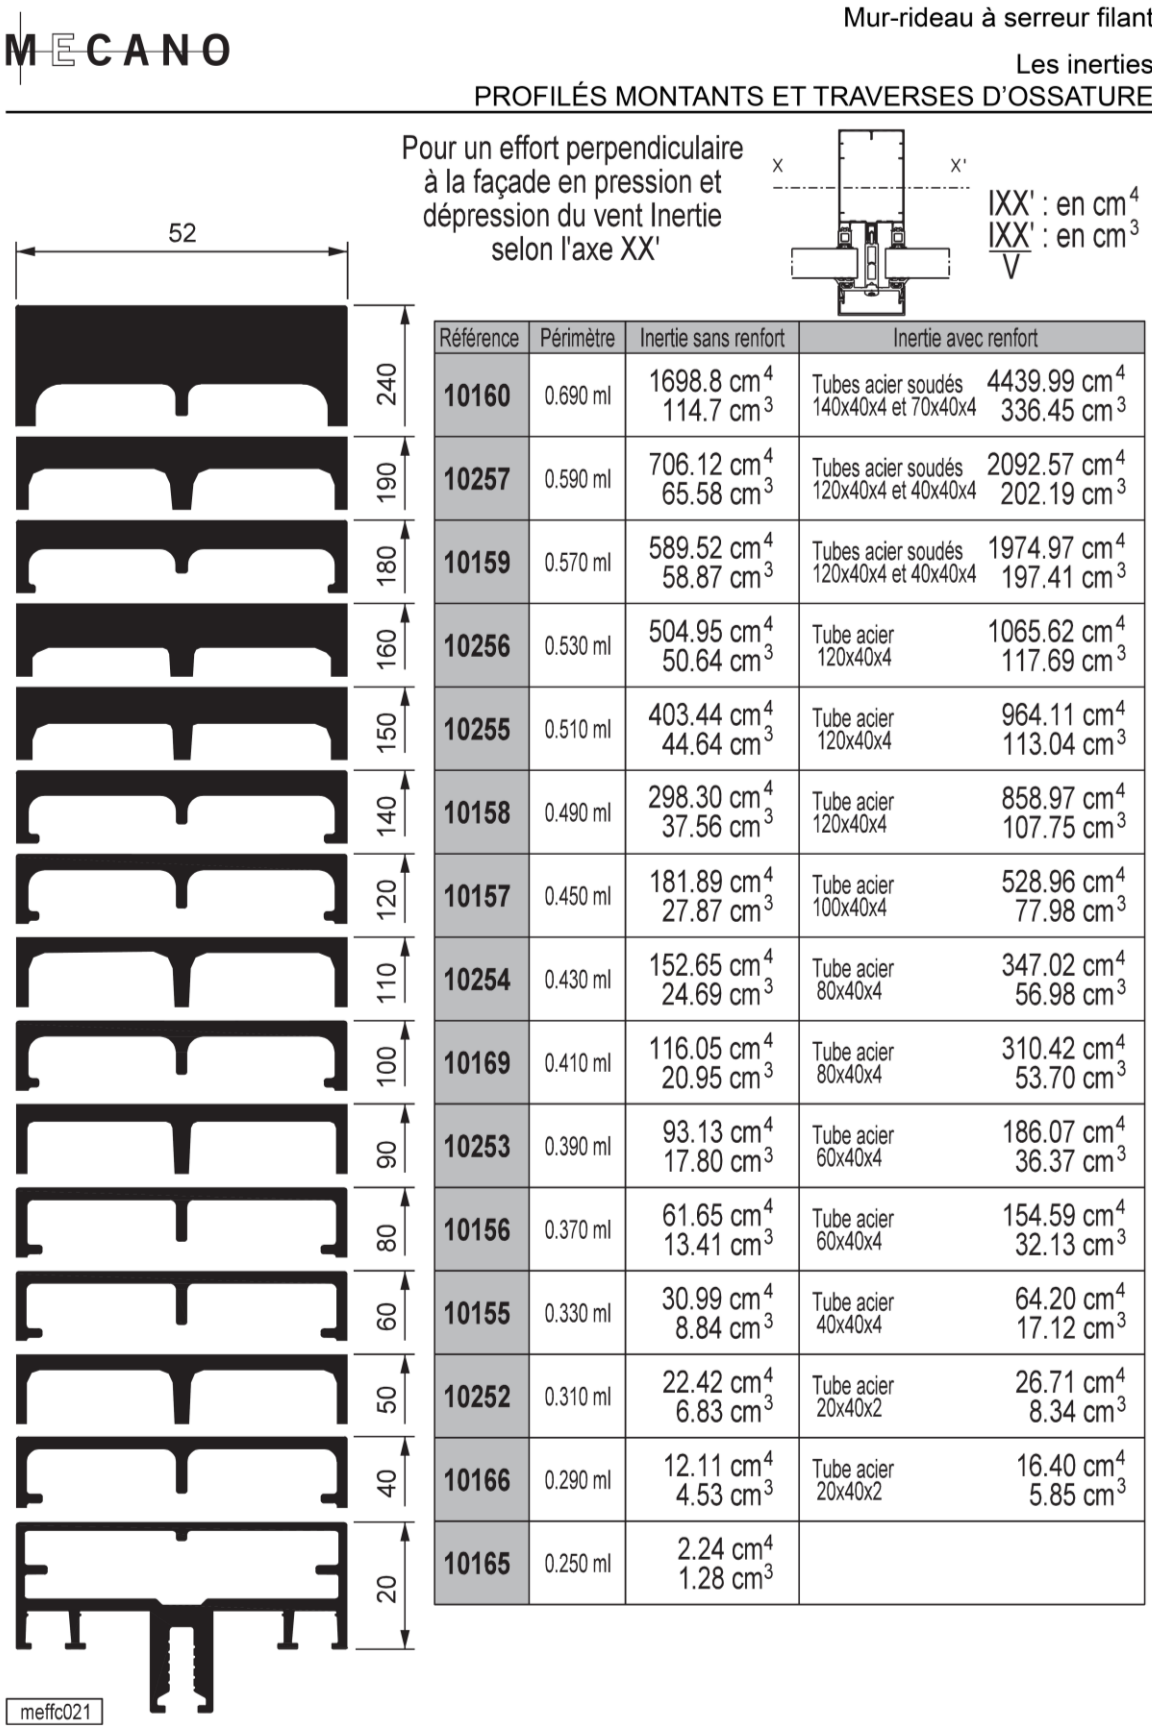 MECANO
Mur-rideau à serreur filant
Les inerties
PROFILÉS MONTANTS ET TRAVERSES D'OSSATURE
Pour un effort perpendiculaire
à la façade en pression et
dépression du vent Inertie
selon l'axe XX'
X X'
IXX' : en cm4
IXX' : en cm3
V
52
Référence Périmètre Inertie sans renfort Inertie avec renfort
240 10160 0.690 ml 1698.8 cm4 Tubes acier soudés 4439.99 cm4
114.7 cm3 140x40x4 et 70x40x4 336.45 cm3
190 10257 0.590 ml 706.12 cm4 Tubes acier soudés 2092.57 cm4
65.58 cm3 120x40x4 et 40x40x4 202.19 cm3
180 10159 0.570 ml 589.52 cm4 Tubes acier soudés 1974.97 cm4
58.87 cm3 120x40x4 et 40x40x4 197.41 cm3
160 10256 0.530 ml 504.95 cm4 Tube acier 1065.62 cm4
50.64 cm3 120x40x4 117.69 cm3
150 10255 0.510 ml 403.44 cm4 Tube acier 964.11 cm4
44.64 cm3 120x40x4 113.04 cm3
140 10158 0.490 ml 298.30 cm4 Tube acier 858.97 cm4
37.56 cm3 120x40x4 107.75 cm3
120 10157 0.450 ml 181.89 cm4 Tube acier 528.96 cm4
27.87 cm3 100x40x4 77.98 cm3
110 10254 0.430 ml 152.65 cm4 Tube acier 347.02 cm4
24.69 cm3 80x40x4 56.98 cm3
100 10169 0.410 ml 116.05 cm4 Tube acier 310.42 cm4
20.95 cm3 80x40x4 53.70 cm3
90 10253 0.390 ml 93.13 cm4 Tube acier 186.07 cm4
17.80 cm3 60x40x4 36.37 cm3
80 10156 0.370 ml 61.65 cm4 Tube acier 154.59 cm4
13.41 cm3 60x40x4 32.13 cm3
60 10155 0.330 ml 30.99 cm4 Tube acier 64.20 cm4
8.84 cm3 40x40x4 17.12 cm3
50 10252 0.310 ml 22.42 cm4 Tube acier 26.71 cm4
6.83 cm3 20x40x2 8.34 cm3
40 10166 0.290 ml 12.11 cm4 Tube acier 16.40 cm4
4.53 cm3 20x40x2 5.85 cm3
20 10165 0.250 ml 2.24 cm4
1.28 cm3
meffc021